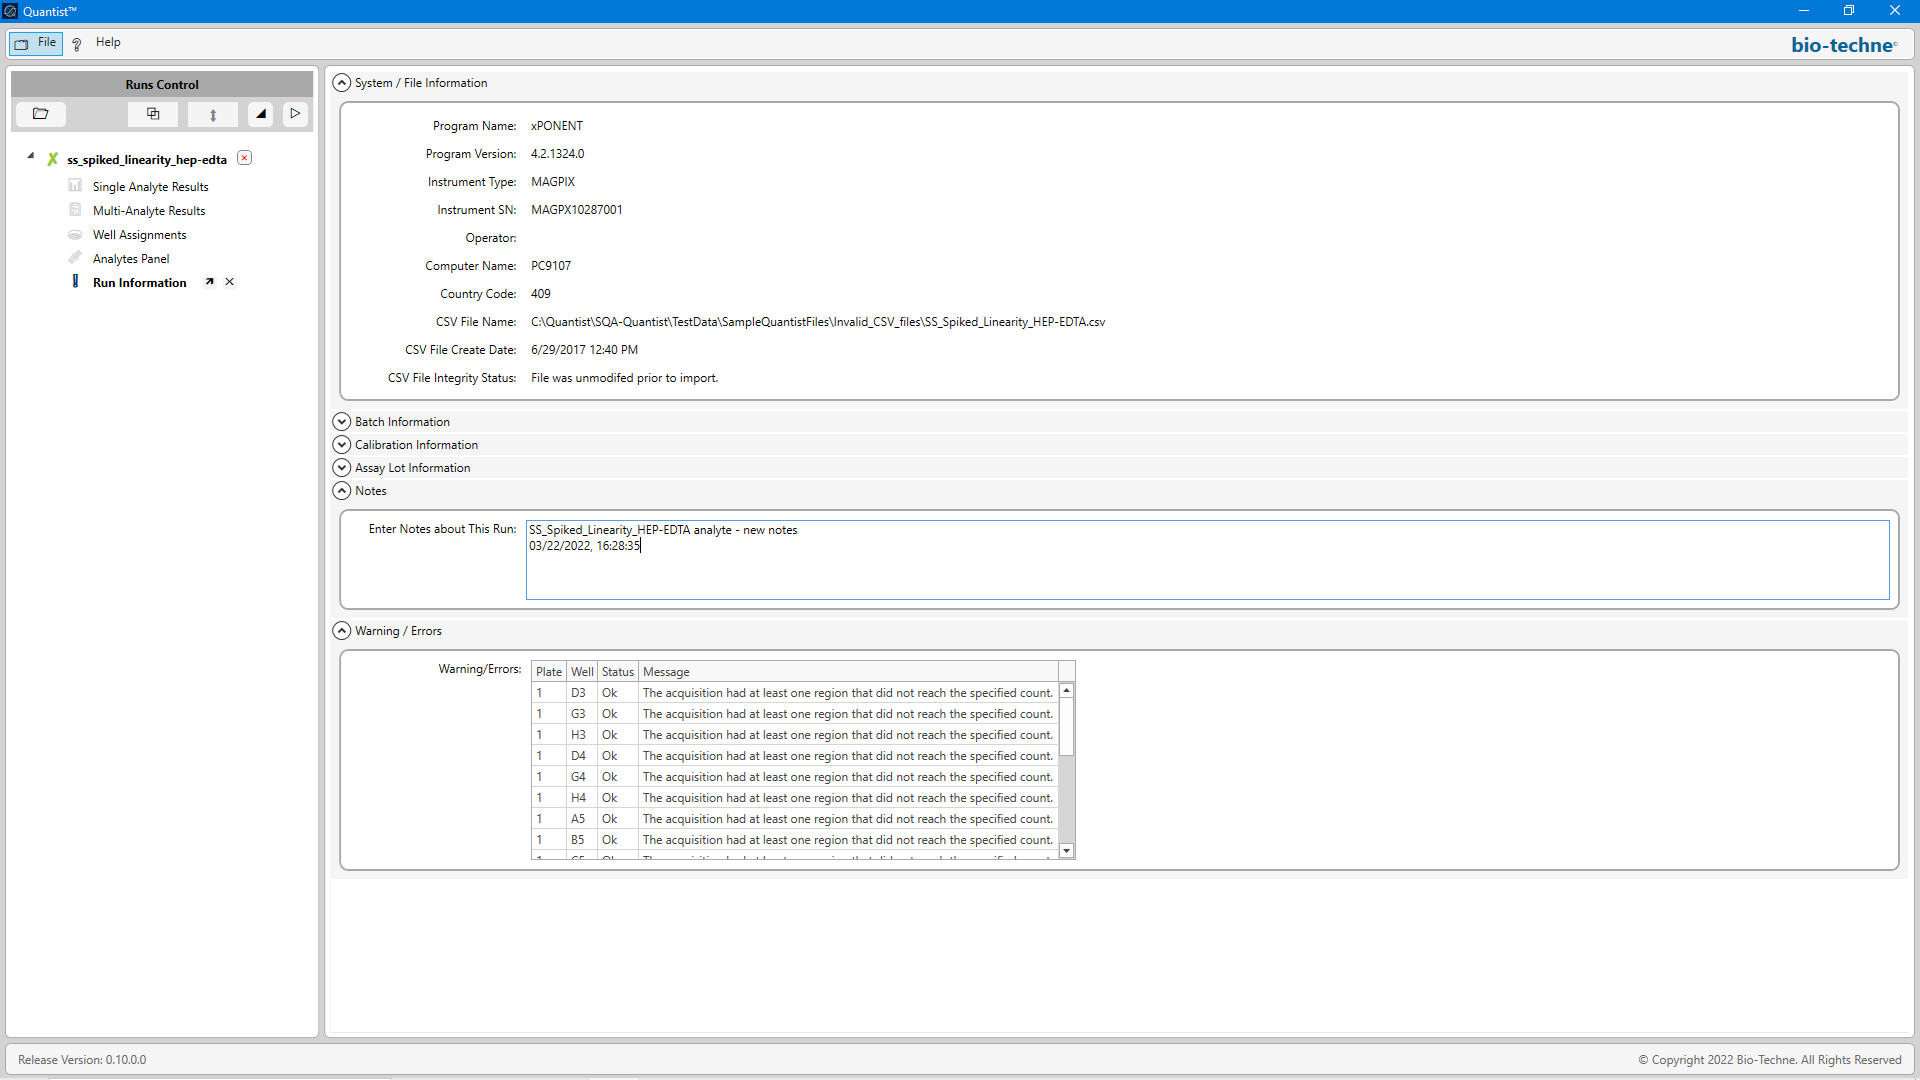 Quantist™
File
Help
bio-techne®
Runs Control
ss_spiked_linearity_hep-edta
Single Analyte Results
Multi-Analyte Results
Well Assignments
Analytes Panel
Run Information
System / File Information
Program Name: xPONENT
Program Version: 4.2.1324.0
Instrument Type: MAGPIX
Instrument SN: MAGPX10287001
Operator:
Computer Name: PC9107
Country Code: 409
CSV File Name: C:\Quantist\SQA-Quantist\TestData\SampleQuantistFiles\Invalid_CSV_files\SS_Spiked_Linearity_HEP-EDTA.csv
CSV File Create Date: 6/29/2017 12:40 PM
CSV File Integrity Status: File was unmodifed prior to import.
Batch Information
Calibration Information
Assay Lot Information
Notes
Enter Notes about This Run: SS_Spiked_Linearity_HEP-EDTA analyte - new notes
03/22/2022, 16:28:35
Warning / Errors
Warning/Errors: Plate Well Status Message
1 D3 Ok The acquisition had at least one region that did not reach the specified count.
1 G3 Ok The acquisition had at least one region that did not reach the specified count.
1 H3 Ok The acquisition had at least one region that did not reach the specified count.
1 D4 Ok The acquisition had at least one region that did not reach the specified count.
1 G4 Ok The acquisition had at least one region that did not reach the specified count.
1 H4 Ok The acquisition had at least one region that did not reach the specified count.
1 A5 Ok The acquisition had at least one region that did not reach the specified count.
1 B5 Ok The acquisition had at least one region that did not reach the specified count.
Release Version: 0.10.0.0
© Copyright 2022 Bio-Techne. All Rights Reserved